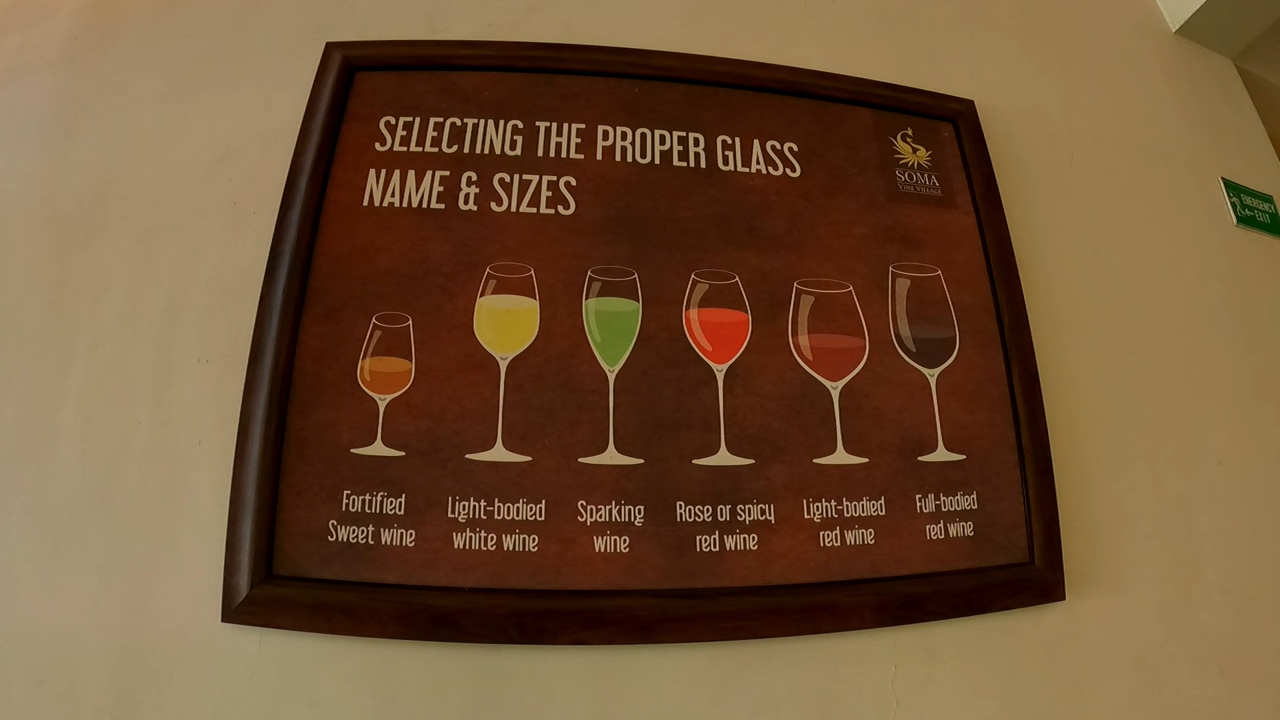 SELECTING THE PROPER GLASS
NAME & SIZES
SOMA
VINE VILLAGE
EMERGENCY
EXIT
Fortified
Sweet wine
Light-bodied
white wine
Sparking
wine
Rose or spicy
red wine
Light-bodied
red wine
Full-bodied
red wine